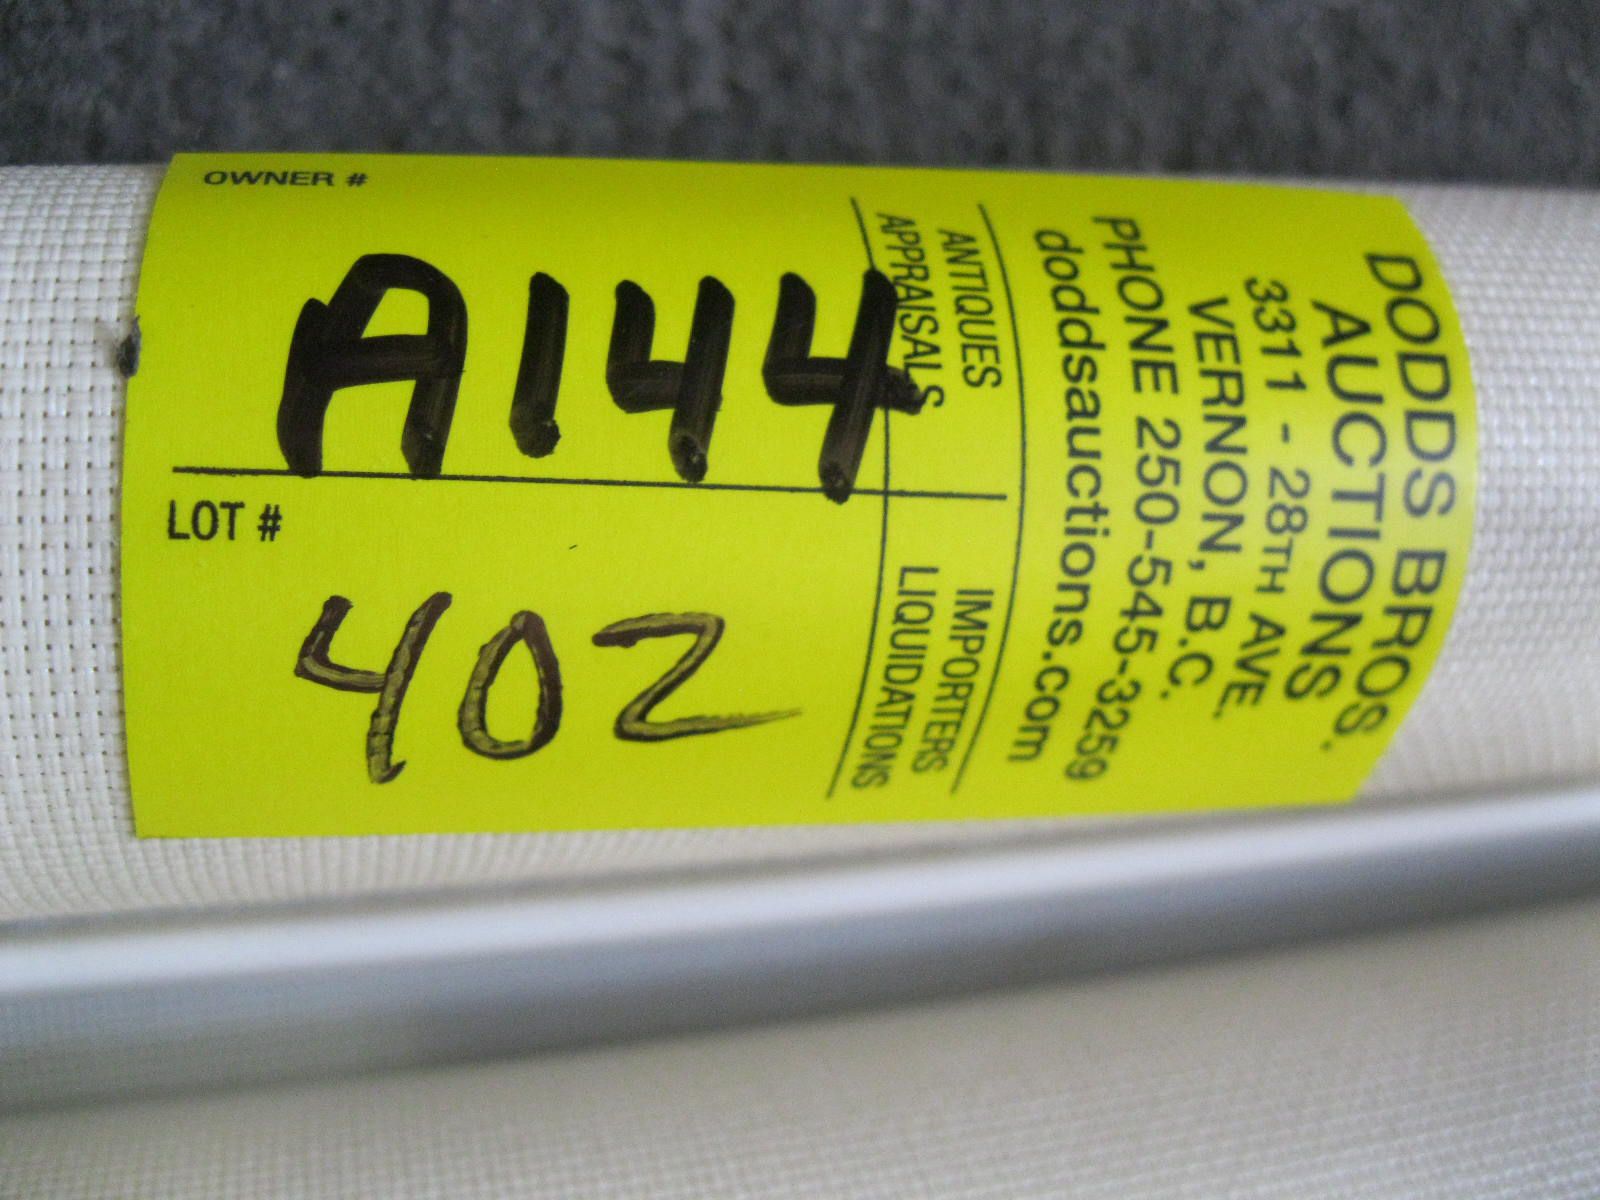 DODDS BROS.
AUCTIONS
3311 - 28TH AVE.
VERNON, B.C.
PHONE 250-545-3259
doddsauctions.com
ANTIQUES
APPRAISALS
IMPORTERS
LIQUIDATIONS
OWNER #
A144
LOT #
402